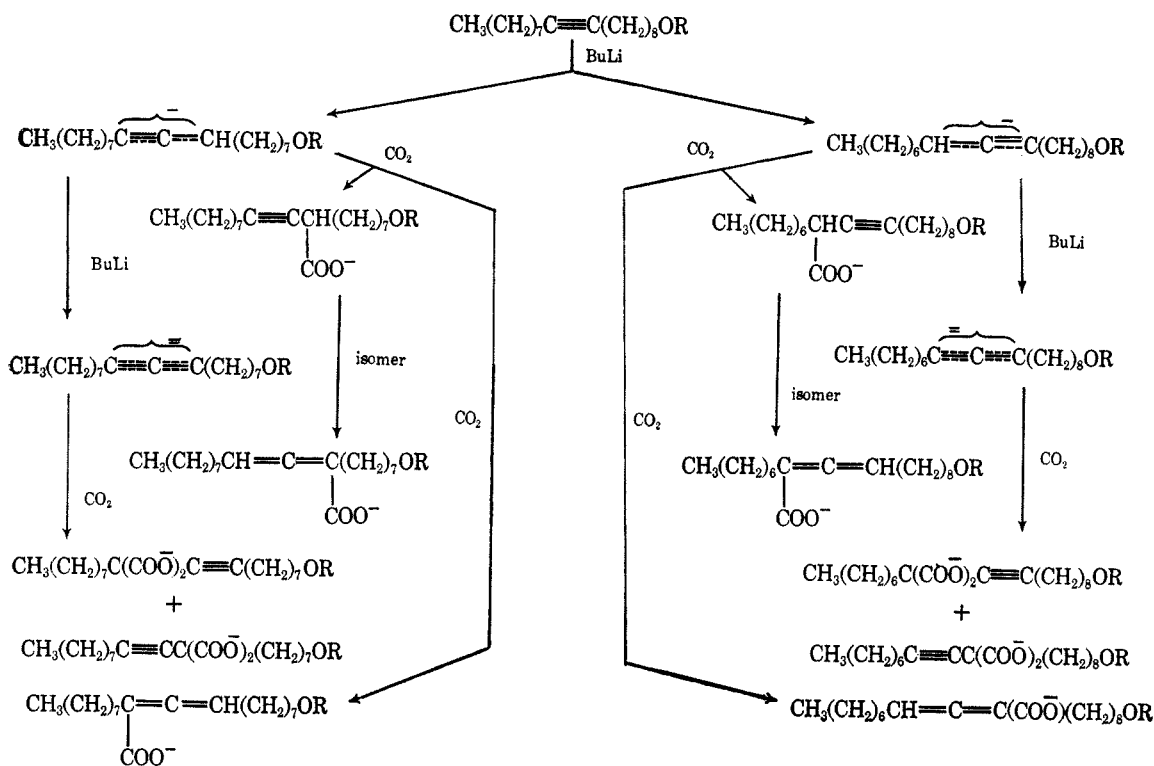 CH₃(CH₂)₇C≡C(CH₂)₈OR
BuLi
CH₃(CH₂)₇C≡C=CH(CH₂)₇OR
−
CH₃(CH₂)₆CH=C≡C(CH₂)₈OR
−
CO₂
CO₂
CH₃(CH₂)₇C≡CCH(CH₂)₇OR
COO⁻
CH₃(CH₂)₆CHC≡C(CH₂)₈OR
COO⁻
BuLi
BuLi
CH₃(CH₂)₇C≡C≡C(CH₂)₇OR
=
isomer
CH₃(CH₂)₆C≡C≡C(CH₂)₈OR
=
isomer
CO₂
CO₂
CH₃(CH₂)₇CH=C=C(CH₂)₇OR
COO⁻
CH₃(CH₂)₆C=C=CH(CH₂)₈OR
COO⁻
CO₂
CO₂
CH₃(CH₂)₇C(COO⁻)₂C≡C(CH₂)₇OR
+
CH₃(CH₂)₇C≡CC(COO⁻)₂(CH₂)₇OR
CH₃(CH₂)₆C(COO⁻)₂C≡C(CH₂)₈OR
+
CH₃(CH₂)₆C≡CC(COO⁻)₂(CH₂)₈OR
CH₃(CH₂)₇C=C=CH(CH₂)₇OR
COO⁻
CH₃(CH₂)₆CH=C=C(COO⁻)(CH₂)₈OR